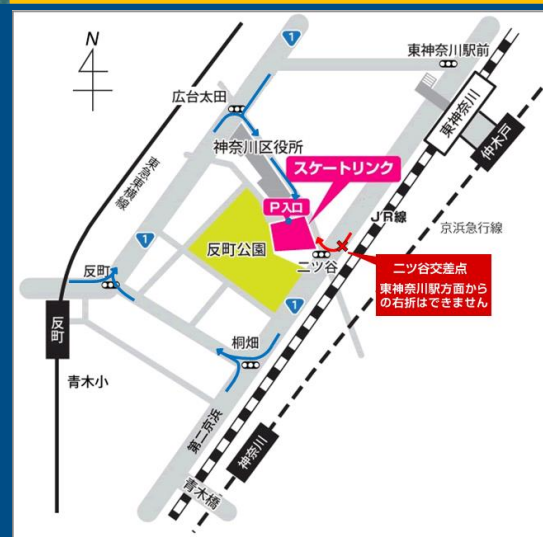 N
1
東神奈川駅前
広台太田
東神奈川
神奈川区役所
仲木戸
東急東横線
スケートリンク
P入口
JR線
京浜急行線
1
反町公園
二ツ谷
二ツ谷交差点
東神奈川駅方面から
の右折はできません
反町
1
反町
桐畑
青木小
第二京浜
神奈川
青木橋